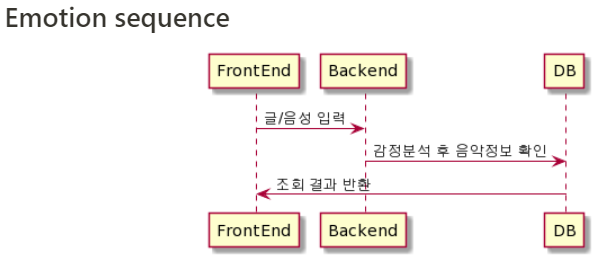 Emotion sequence
FrontEnd Backend DB
글/음성 입력
감정분석 후 음악정보 확인
조회 결과 반환
FrontEnd Backend DB